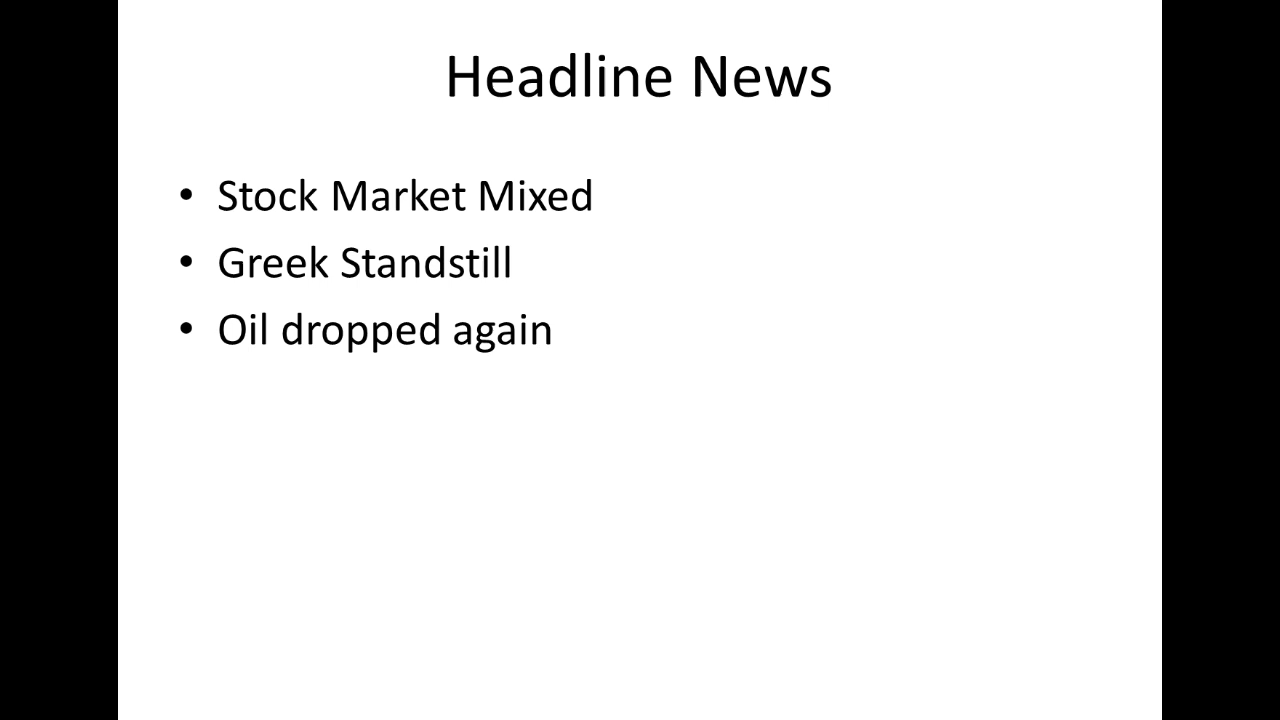 Headline News
• Stock Market Mixed
• Greek Standstill
• Oil dropped again